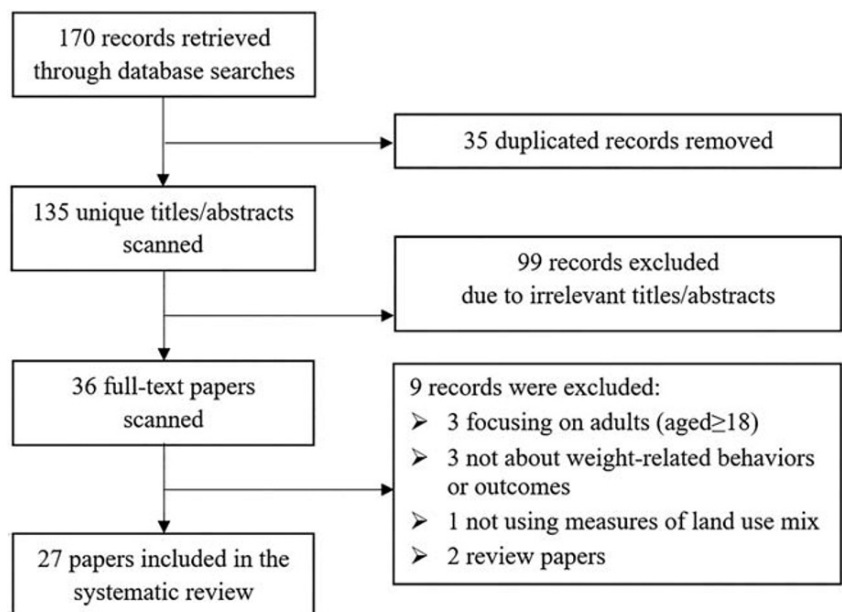 170 records retrieved
through database searches
35 duplicated records removed
135 unique titles/abstracts
scanned
99 records excluded
due to irrelevant titles/abstracts
36 full-text papers
scanned
9 records were excluded:
➢ 3 focusing on adults (aged≥18)
➢ 3 not about weight-related behaviors
or outcomes
➢ 1 not using measures of land use mix
➢ 2 review papers
27 papers included in the
systematic review